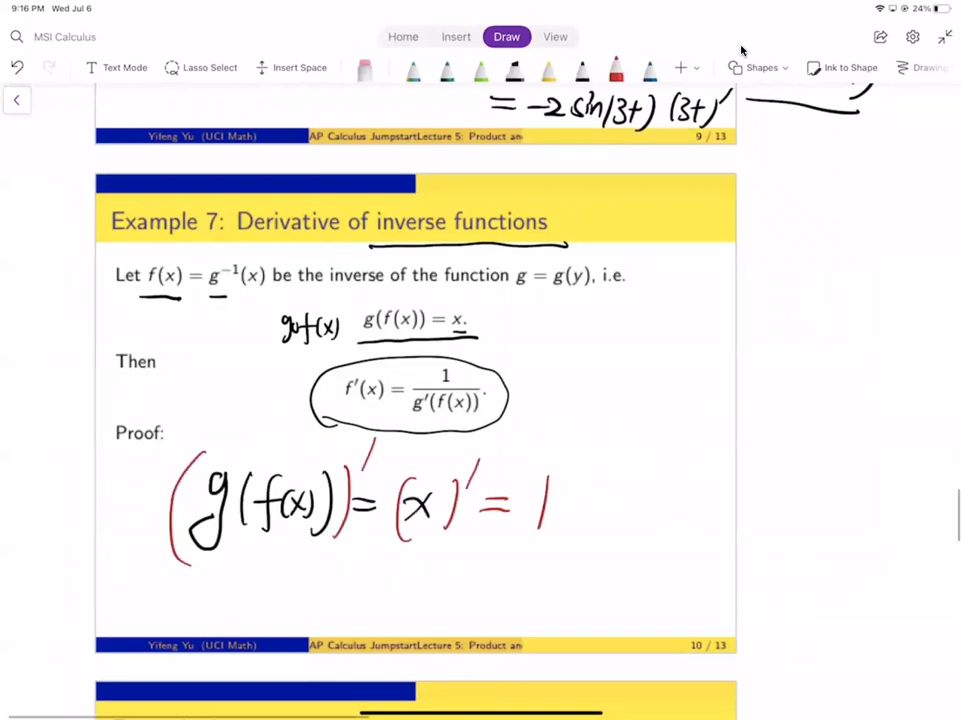 9:16 PM Wed Jul 6
24%
MSI Calculus
Home Insert Draw View
Text Mode Lasso Select Insert Space Shapes Ink to Shape Drawing
= -2 sin(3t) (3t)'
Yifeng Yu (UCI Math) AP Calculus JumpstartLecture 5: Product an 9 / 13
Example 7: Derivative of inverse functions
Let f(x) = g⁻¹(x) be the inverse of the function g = g(y), i.e.
gof(x) g(f(x)) = x.
Then
f'(x) = 1 / g'(f(x)).
Proof:
(g(f(x)))' = (x)' = 1
Yifeng Yu (UCI Math) AP Calculus JumpstartLecture 5: Product an 10 / 13